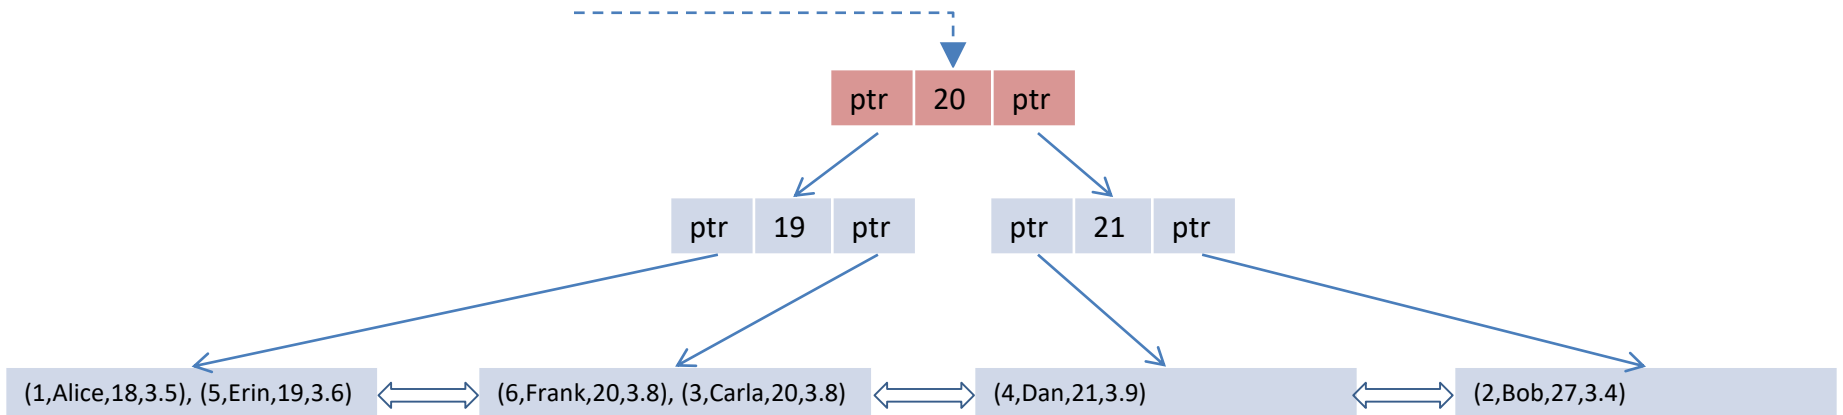 ptr 20 ptr
ptr 19 ptr ptr 21 ptr
(1,Alice,18,3.5), (5,Erin,19,3.6) (6,Frank,20,3.8), (3,Carla,20,3.8) (4,Dan,21,3.9) (2,Bob,27,3.4)